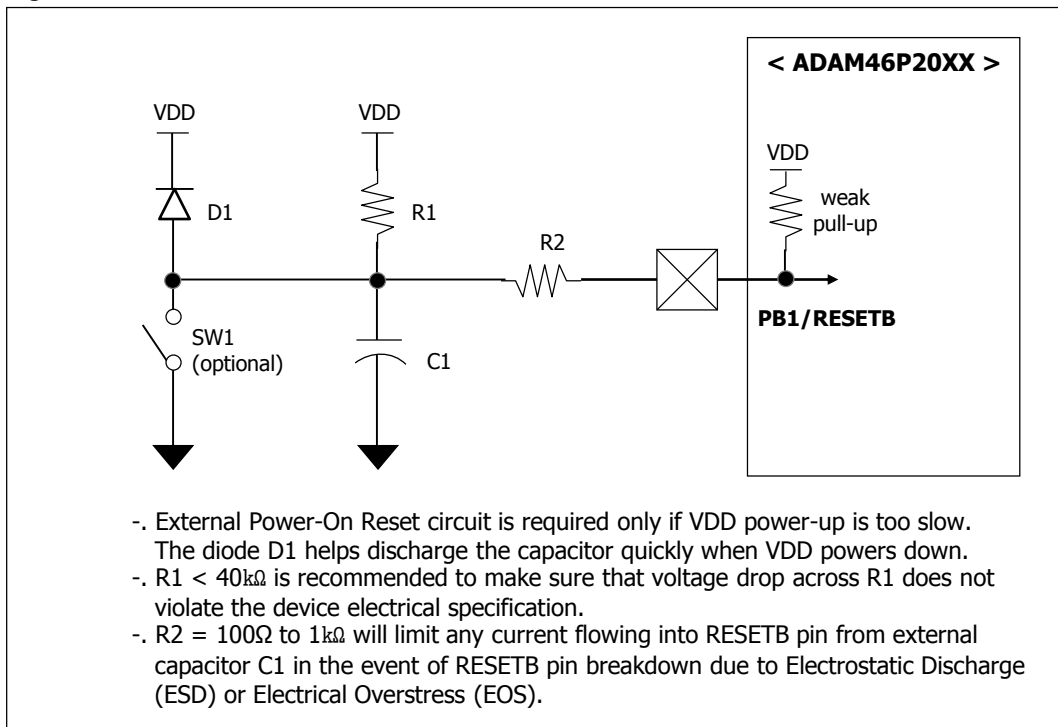 < ADAM46P20XX >
VDD
VDD
VDD
D1
R1
weak
pull-up
R2
PB1/RESETB
SW1
(optional)
C1
-. External Power-On Reset circuit is required only if VDD power-up is too slow.
The diode D1 helps discharge the capacitor quickly when VDD powers down.
-. R1 < 40㏀ is recommended to make sure that voltage drop across R1 does not
violate the device electrical specification.
-. R2 = 100Ω to 1㏀ will limit any current flowing into RESETB pin from external
capacitor C1 in the event of RESETB pin breakdown due to Electrostatic Discharge
(ESD) or Electrical Overstress (EOS).